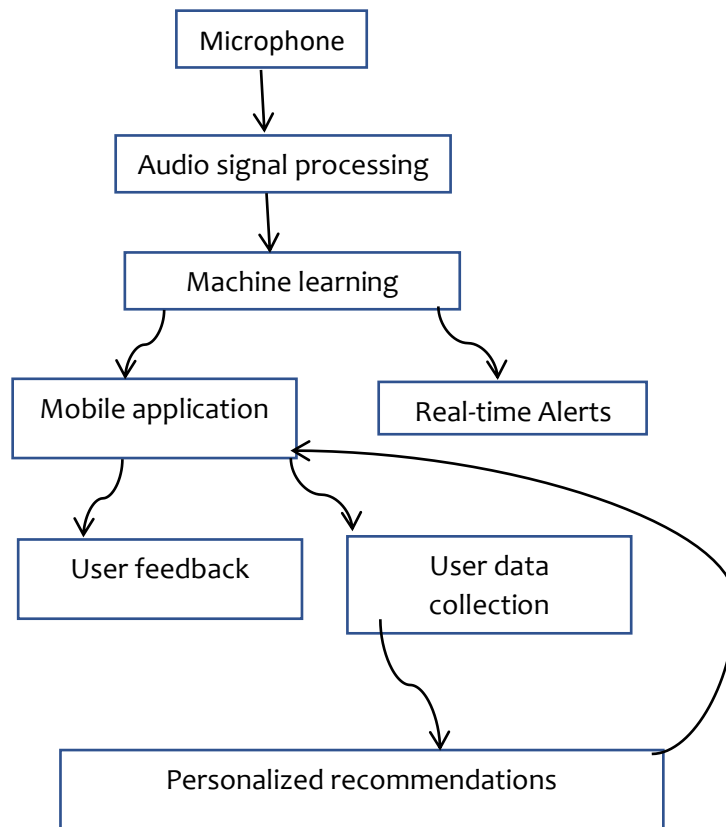 Microphone
Audio signal processing
Machine learning
Mobile application
Real-time Alerts
User feedback
User data
collection
Personalized recommendations